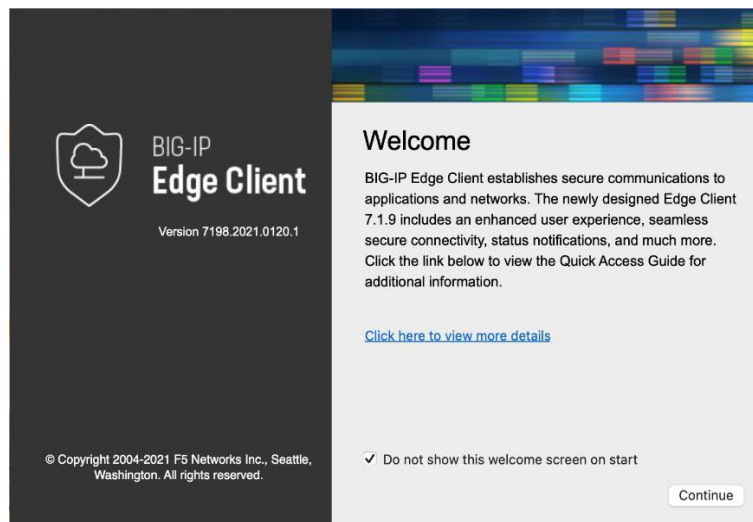 BIG-IP
Edge Client
Version 7198.2021.0120.1
© Copyright 2004-2021 F5 Networks Inc., Seattle,
Washington. All rights reserved.
Welcome
BIG-IP Edge Client establishes secure communications to
applications and networks. The newly designed Edge Client
7.1.9 includes an enhanced user experience, seamless
secure connectivity, status notifications, and much more.
Click the link below to view the Quick Access Guide for
additional information.
Click here to view more details
Do not show this welcome screen on start
Continue